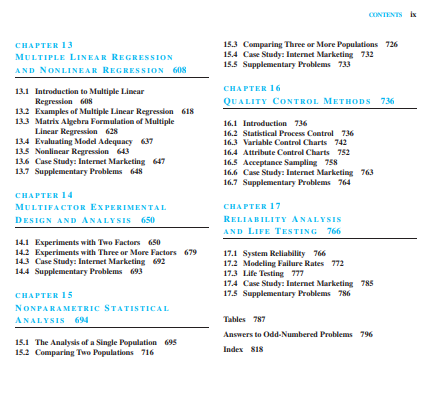 CONTENTS ix
CHAPTER 13
MULTIPLE LINEAR REGRESSION
AND NONLINEAR REGRESSION 608
13.1 Introduction to Multiple Linear
Regression 608
13.2 Examples of Multiple Linear Regression 618
13.3 Matrix Algebra Formulation of Multiple
Linear Regression 628
13.4 Evaluating Model Adequacy 637
13.5 Nonlinear Regression 643
13.6 Case Study: Internet Marketing 647
13.7 Supplementary Problems 648
CHAPTER 14
MULTIFACTOR EXPERIMENTAL
DESIGN AND ANALYSIS 650
14.1 Experiments with Two Factors 650
14.2 Experiments with Three or More Factors 679
14.3 Case Study: Internet Marketing 692
14.4 Supplementary Problems 693
CHAPTER 15
NONPARAMETRIC STATISTICAL
ANALYSIS 694
15.1 The Analysis of a Single Population 695
15.2 Comparing Two Populations 716
15.3 Comparing Three or More Populations 726
15.4 Case Study: Internet Marketing 732
15.5 Supplementary Problems 733
CHAPTER 16
QUALITY CONTROL METHODS 736
16.1 Introduction 736
16.2 Statistical Process Control 736
16.3 Variable Control Charts 742
16.4 Attribute Control Charts 752
16.5 Acceptance Sampling 758
16.6 Case Study: Internet Marketing 763
16.7 Supplementary Problems 764
CHAPTER 17
RELIABILITY ANALYSIS
AND LIFE TESTING 766
17.1 System Reliability 766
17.2 Modeling Failure Rates 772
17.3 Life Testing 777
17.4 Case Study: Internet Marketing 785
17.5 Supplementary Problems 786
Tables 787
Answers to Odd-Numbered Problems 796
Index 818